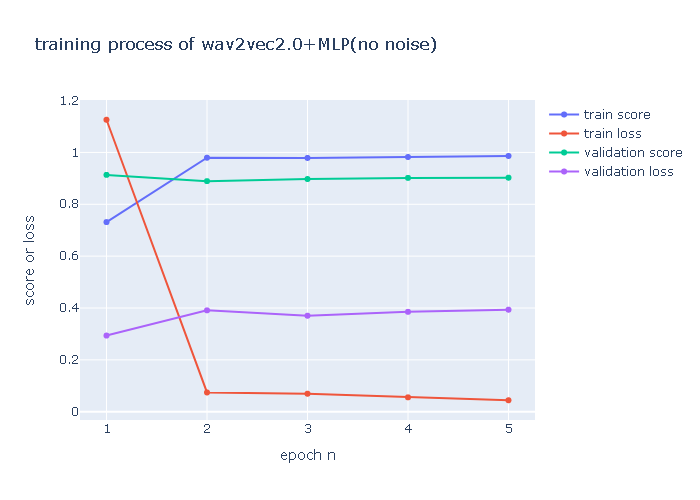 training process of wav2vec2.0+MLP(no noise)
1.2
1
0.8
0.6
0.4
0.2
0
score or loss
1 2 3 4 5
epoch n
train score
train loss
validation score
validation loss